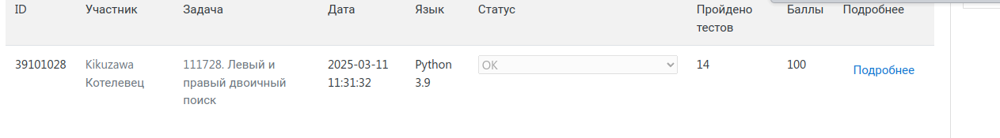 ID Участник Задача Дата Язык Статус Пройдено тестов Баллы Подробнее
39101028 Kikuzawa Котелевец 111728. Левый и правый двоичный поиск 2025-03-11 11:31:32 Python 3.9 OK 14 100 Подробнее